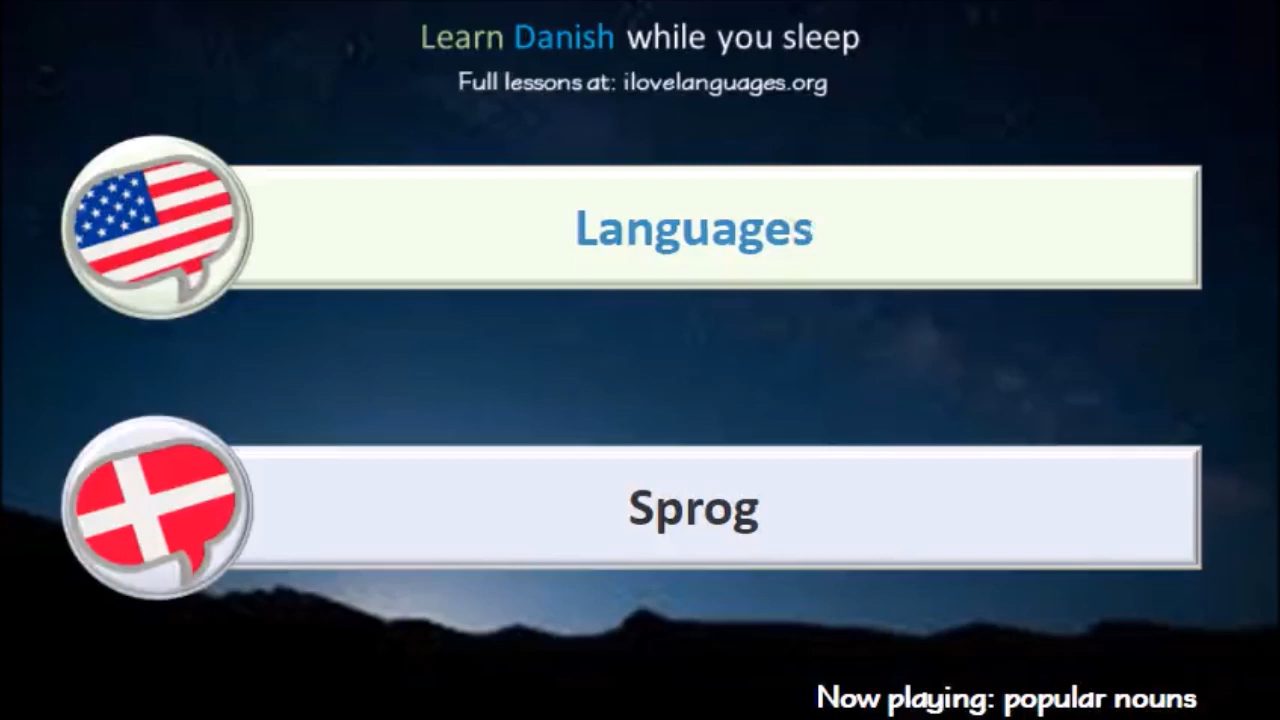 Learn Danish while you sleep
Full lessons at: ilovelanguages.org
Languages
Sprog
Now playing: popular nouns